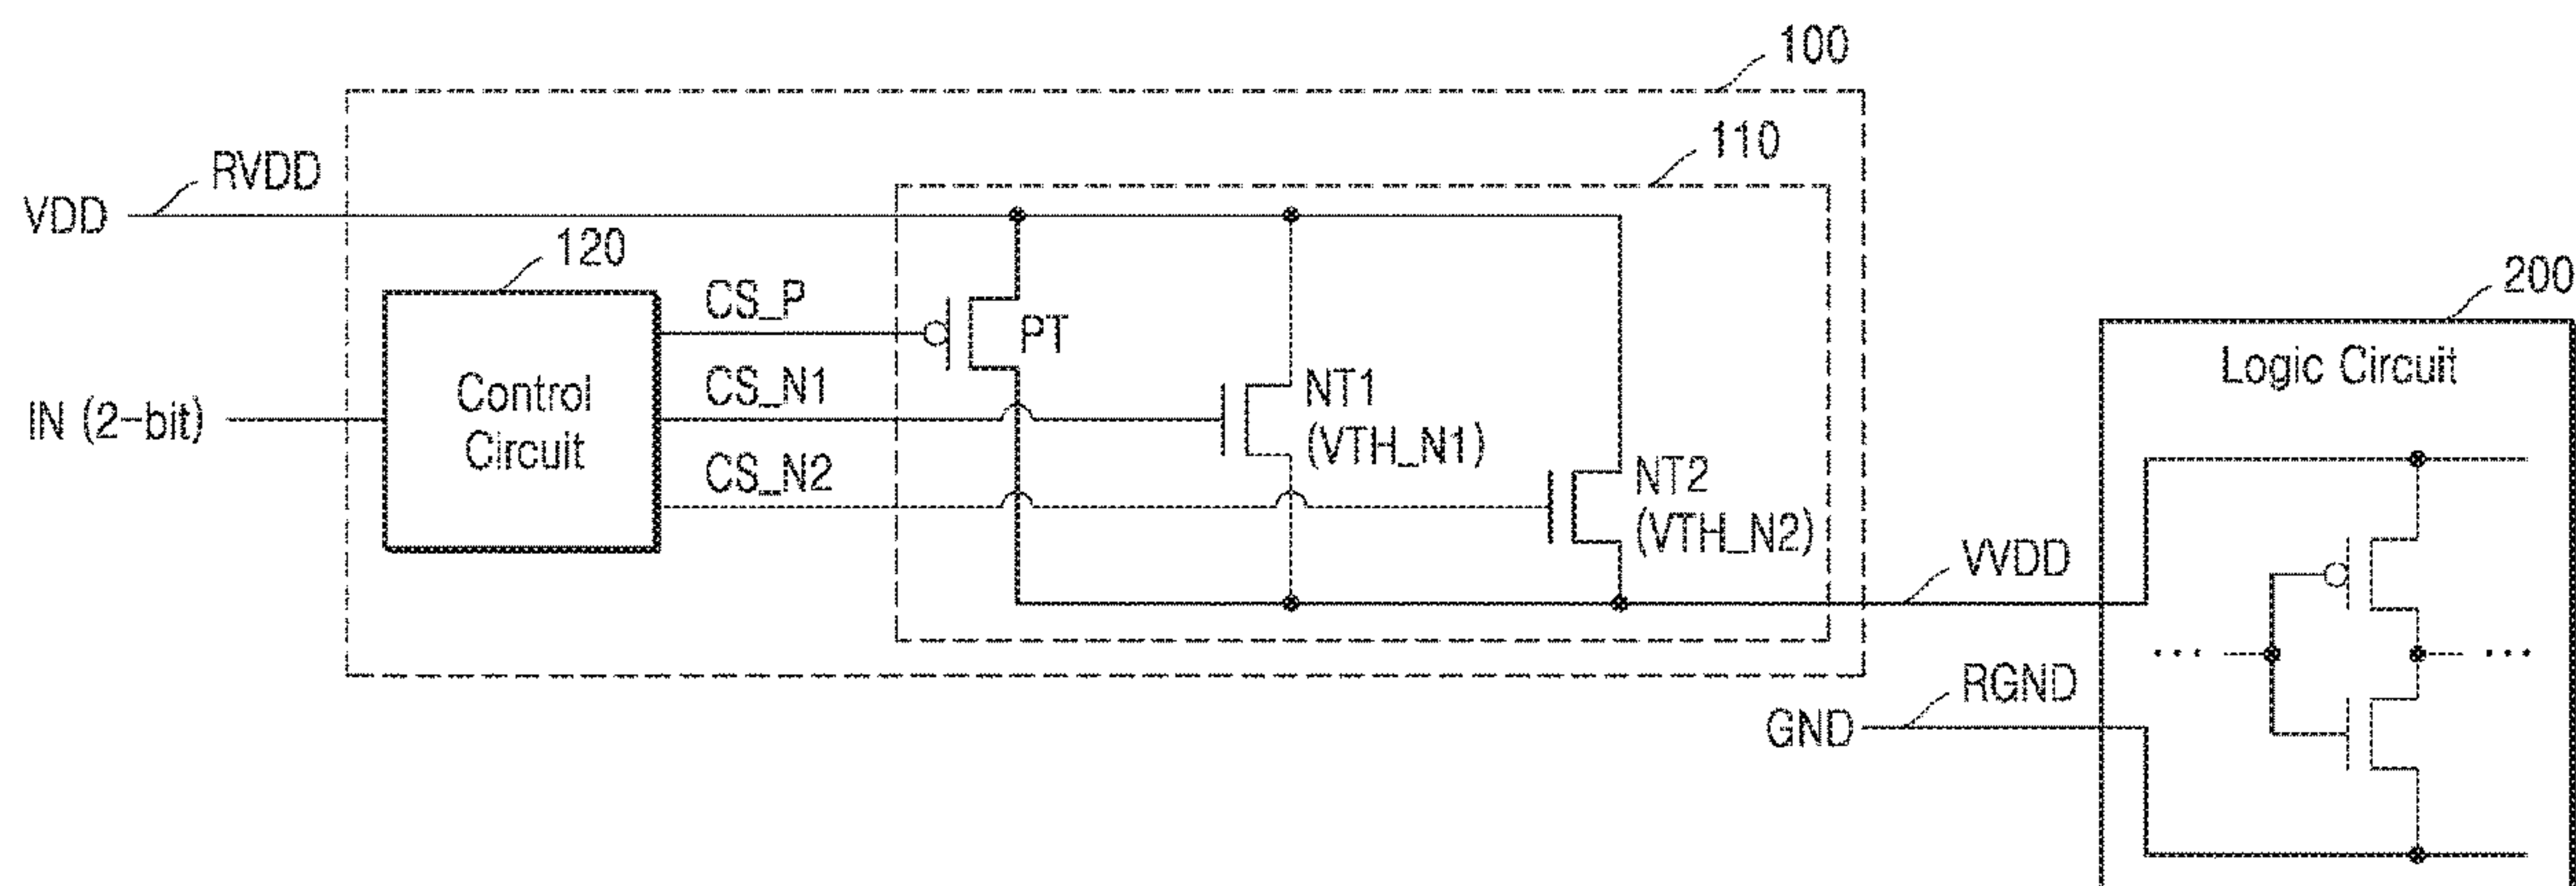 100
110
RVDD
VDD
120
200
CS_P
PT
Logic Circuit
Control
Circuit
CS_N1
NT1
(VTH_N1)
IN (2-bit)
CS_N2
NT2
(VTH_N2)
VVDD
... ...
RGND
GND